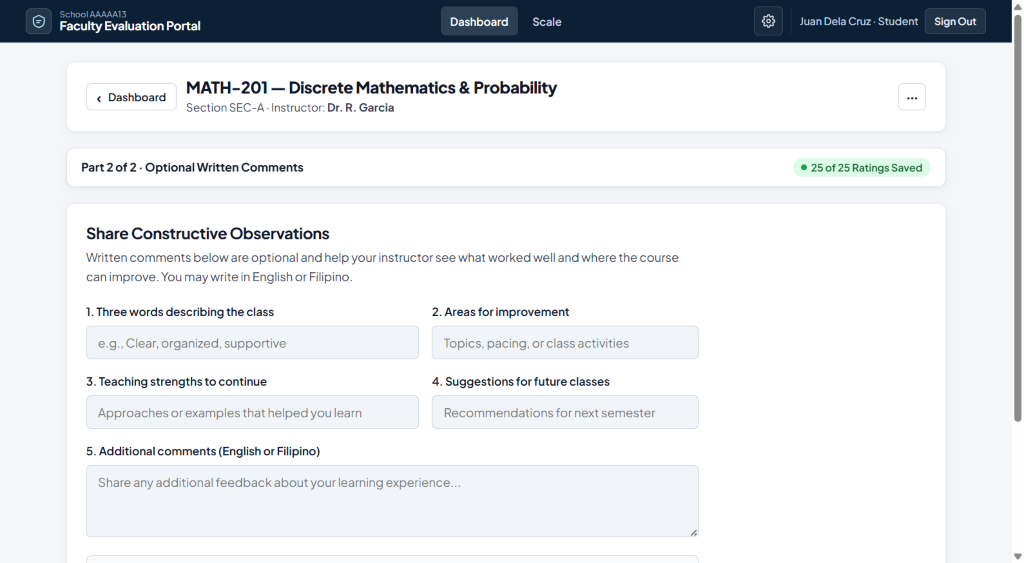 School AAAAA13
Faculty Evaluation Portal
Dashboard
Scale
Juan Dela Cruz · Student
Sign Out
‹ Dashboard
MATH-201 — Discrete Mathematics & Probability
Section SEC-A · Instructor: Dr. R. Garcia
...
Part 2 of 2 · Optional Written Comments
25 of 25 Ratings Saved
Share Constructive Observations
Written comments below are optional and help your instructor see what worked well and where the course
can improve. You may write in English or Filipino.
1. Three words describing the class
2. Areas for improvement
e.g., Clear, organized, supportive
Topics, pacing, or class activities
3. Teaching strengths to continue
4. Suggestions for future classes
Approaches or examples that helped you learn
Recommendations for next semester
5. Additional comments (English or Filipino)
Share any additional feedback about your learning experience...